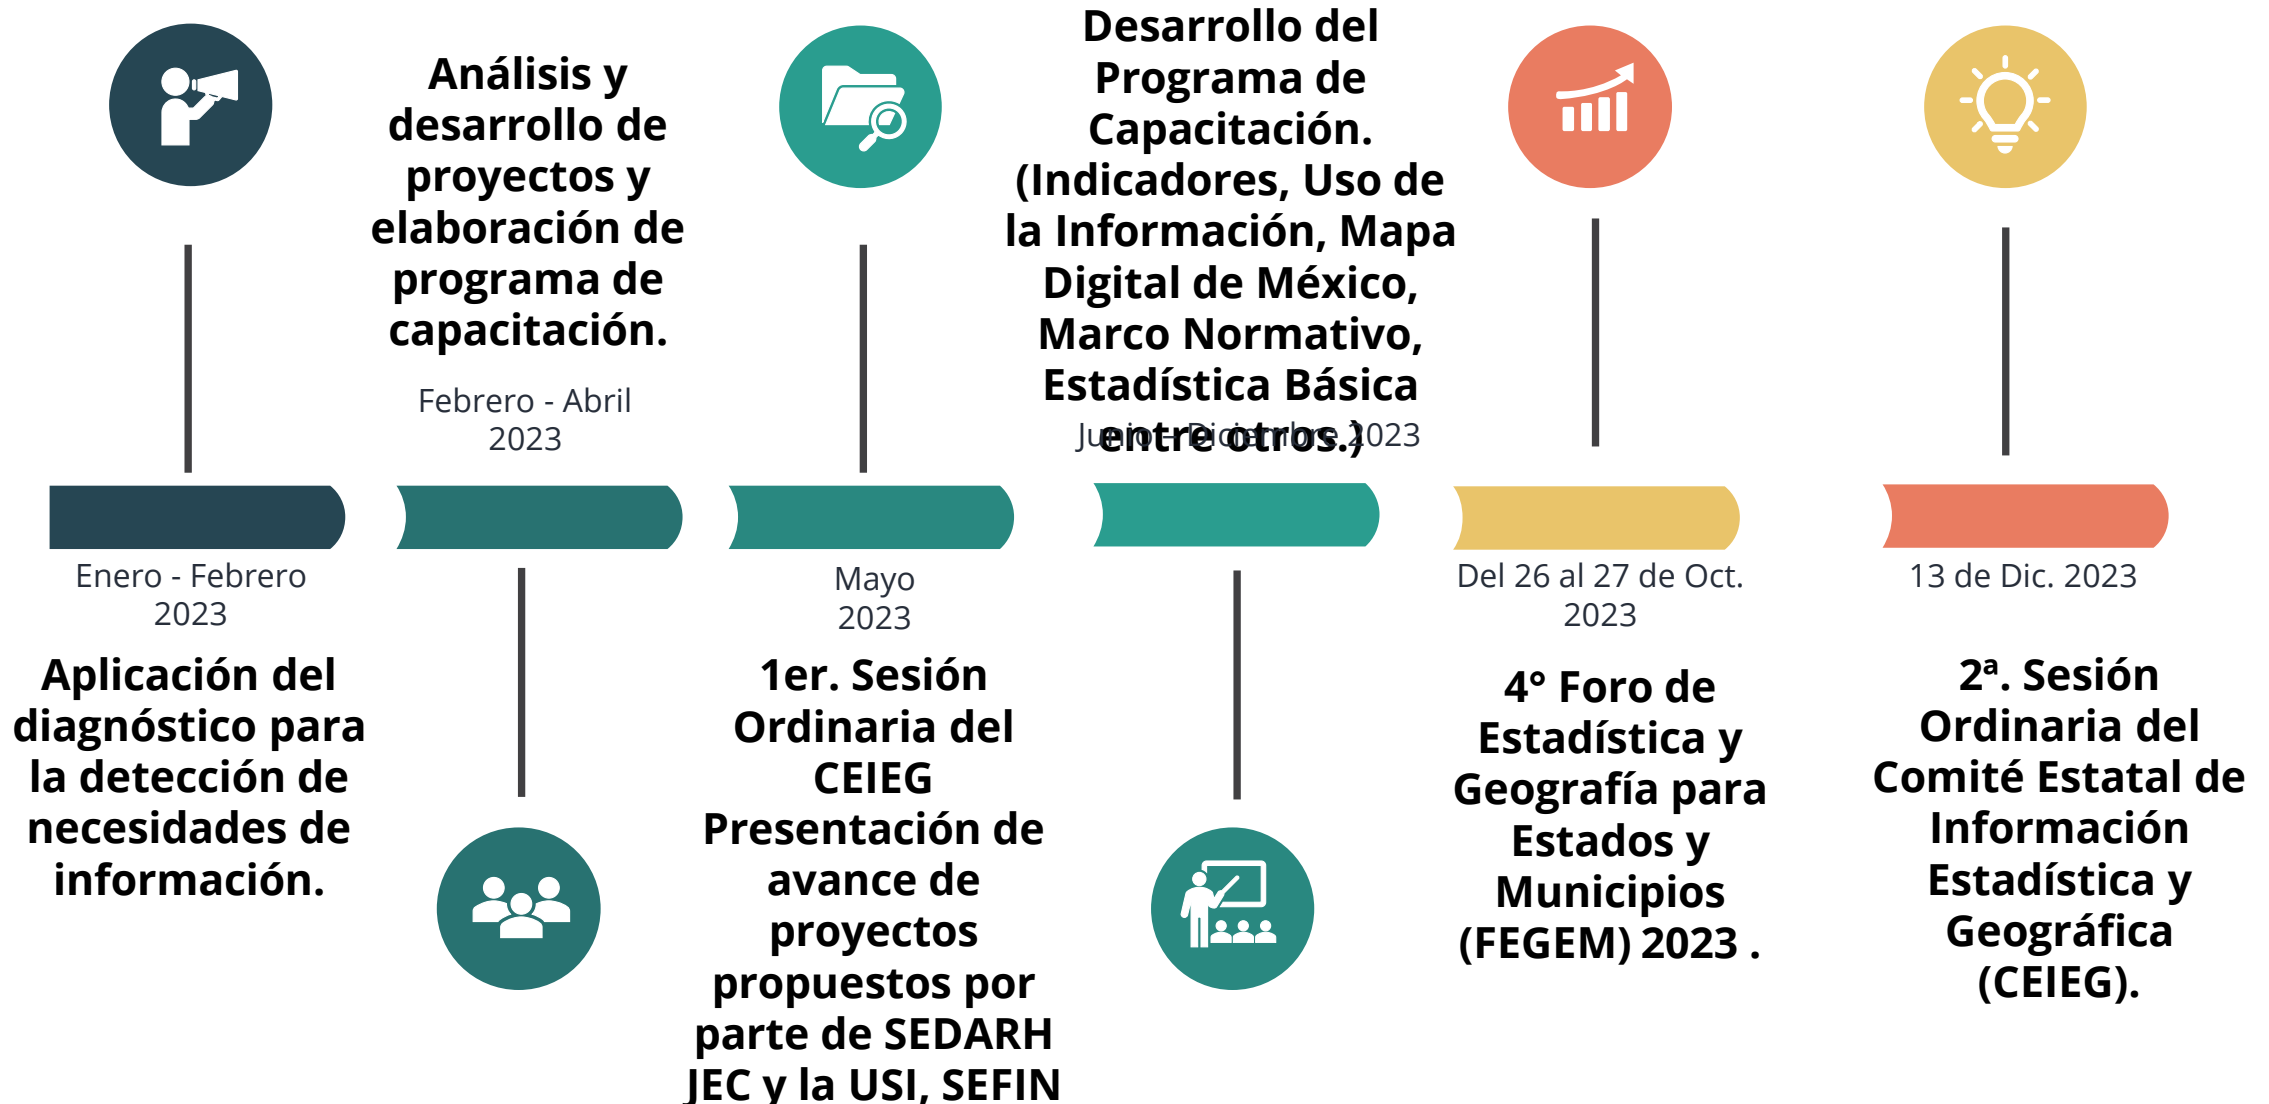 Enero - Febrero
2023
Aplicación del
diagnóstico para
la detección de
necesidades de
información.
Análisis y
desarrollo de
proyectos y
elaboración de
programa de
capacitación.
Febrero - Abril
2023
Mayo
2023
1er. Sesión
Ordinaria del
CEIEG
Presentación de
avance de
proyectos
propuestos por
parte de SEDARH
JEC y la USI, SEFIN
Desarrollo del
Programa de
Capacitación.
(Indicadores, Uso de
la Información, Mapa
Digital de México,
Marco Normativo,
Estadística Básica
entre otros.)
Junio - Diciembre 2023
Del 26 al 27 de Oct.
2023
4° Foro de
Estadística y
Geografía para
Estados y
Municipios
(FEGEM) 2023 .
13 de Dic. 2023
2ª. Sesión
Ordinaria del
Comité Estatal de
Información
Estadística y
Geográfica
(CEIEG).